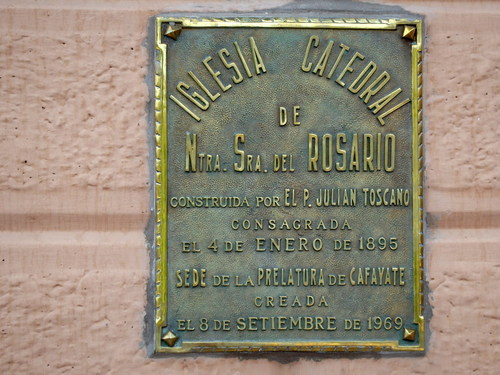 IGLESIA CATEDRAL
DE
NTRA. SRA. DEL ROSARIO
CONSTRUIDA POR EL P. JULIAN TOSCANO
CONSAGRADA
EL 4 DE ENERO DE 1895
SEDE DE LA PRELATURA DE CAFAYATE
CREADA
EL 8 DE SETIEMBRE DE 1969